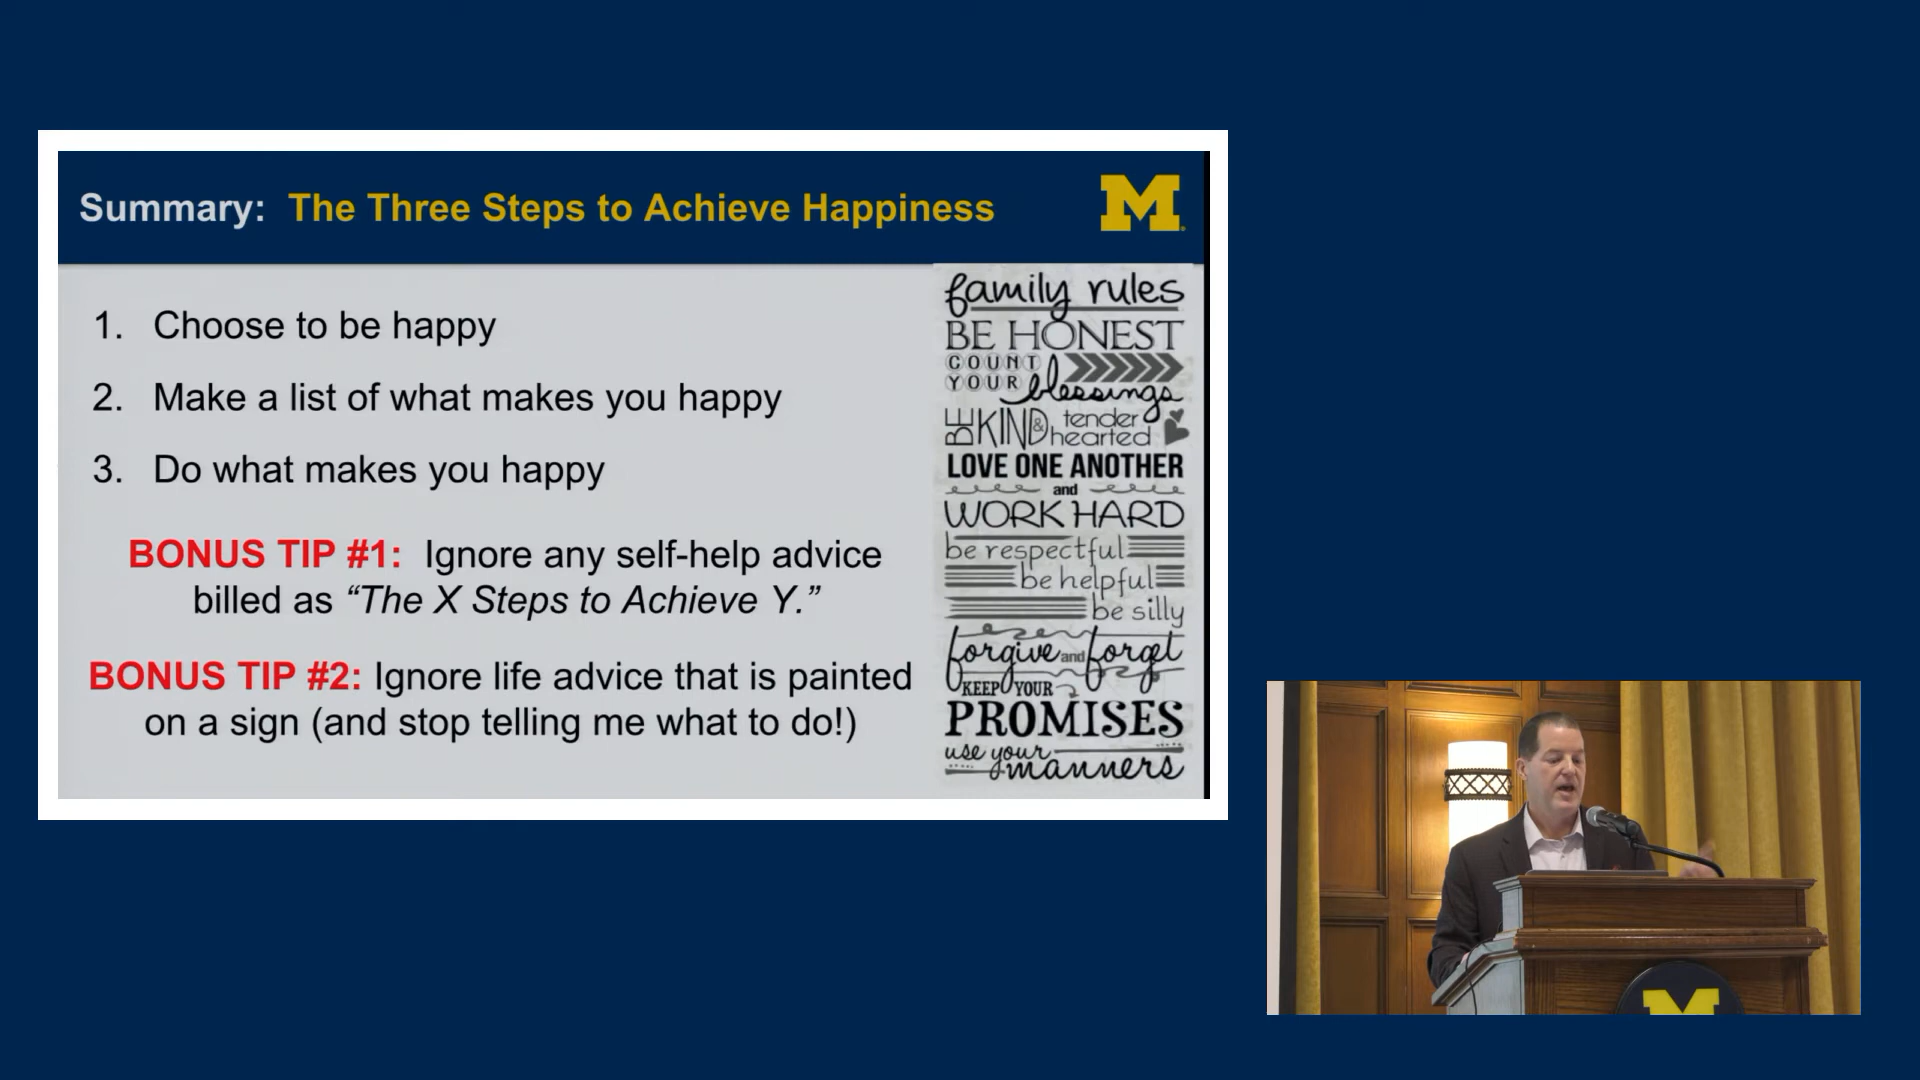 Summary: The Three Steps to Achieve Happiness
M
1. Choose to be happy
2. Make a list of what makes you happy
3. Do what makes you happy
BONUS TIP #1: Ignore any self-help advice
billed as “The X Steps to Achieve Y.”
BONUS TIP #2: Ignore life advice that is painted
on a sign (and stop telling me what to do!)
family rules
BE HONEST
COUNT
YOUR blessings
BE KIND & tender
hearted
LOVE ONE ANOTHER
and
WORK HARD
be respectful
be helpful
be silly
forgive and forget
KEEP YOUR
PROMISES
use your
manners
M